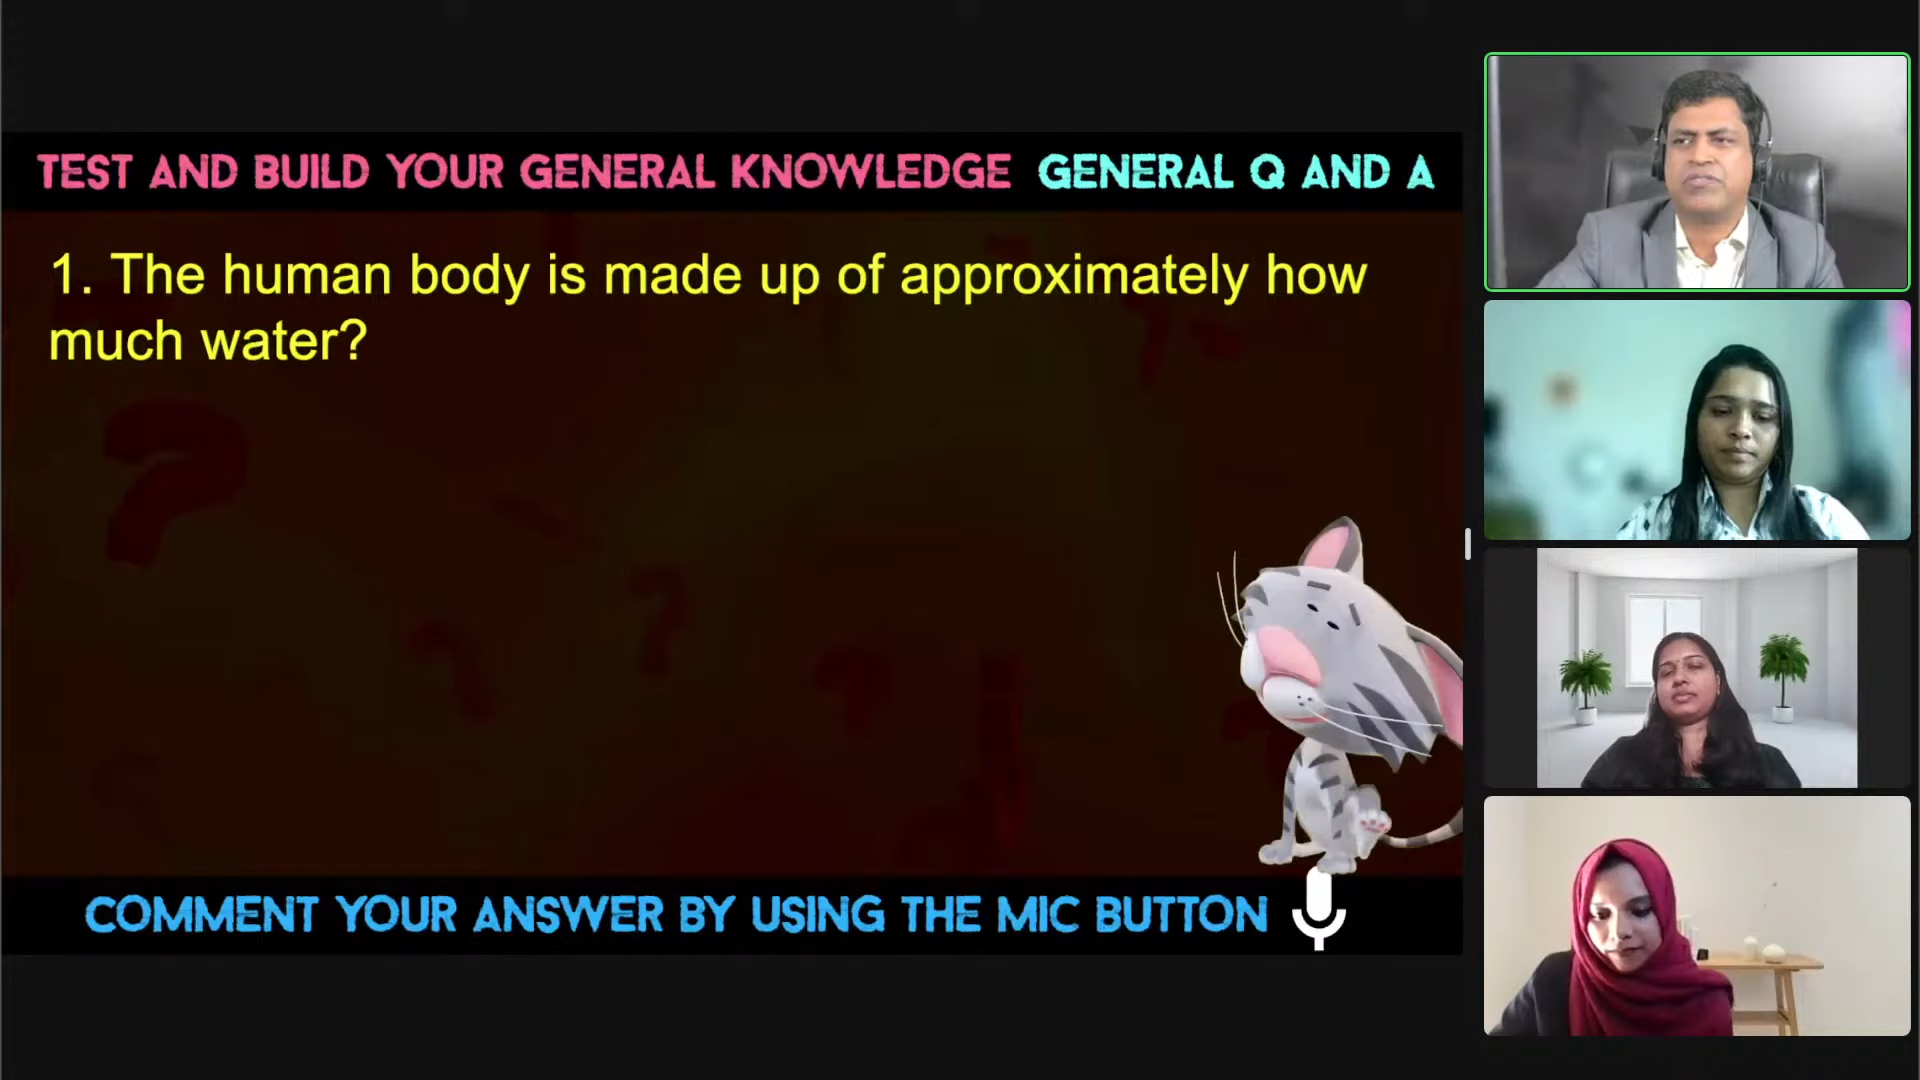 TEST AND BUILD YOUR GENERAL KNOWLEDGE GENERAL Q AND A
1. The human body is made up of approximately how
much water?
COMMENT YOUR ANSWER BY USING THE MIC BUTTON